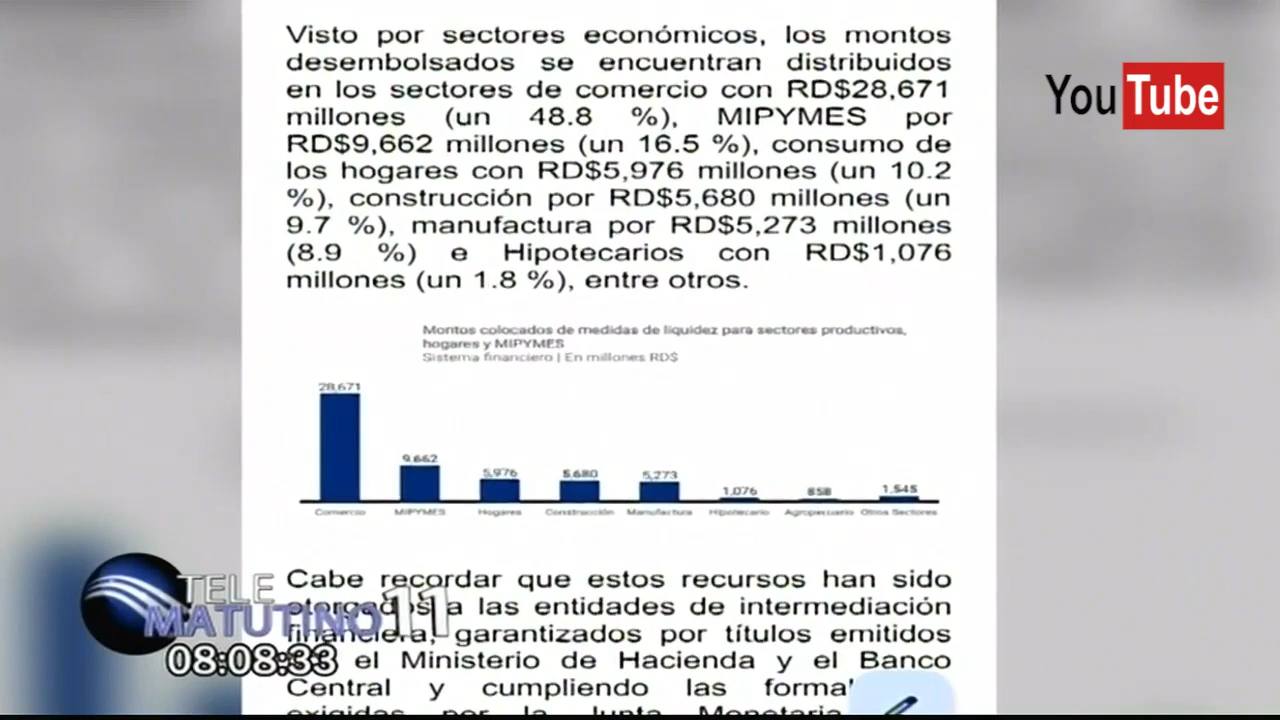 Visto por sectores económicos, los montos
desembolsados se encuentran distribuidos
en los sectores de comercio con RD$28,671
millones (un 48.8 %), MIPYMES por
RD$9,662 millones (un 16.5 %), consumo de
los hogares con RD$5,976 millones (un 10.2
%), construcción por RD$5,680 millones (un
9.7 %), manufactura por RD$5,273 millones
(8.9 %) e Hipotecarios con RD$1,076
millones (un 1.8 %), entre otros.
YouTube
Montos colocados de medidas de liquidez para sectores productivos,
hogares y MIPYMES
Sistema financiero | En millones RD$
28,671 9,662 5,976 5,680 5,273 1,076 858 1,545
Comercio MIPYMES Hogares Construcción Manufactura Hipotecario Agropecuario Otros Sectores
Cabe recordar que estos recursos han sido
otorgados a las entidades de intermediación
financiera, garantizados por títulos emitidos
el Ministerio de Hacienda y el Banco
Central y cumpliendo las
exigidas por la Junta Monetaria
TELE
MATUTINO 11
08:08:33